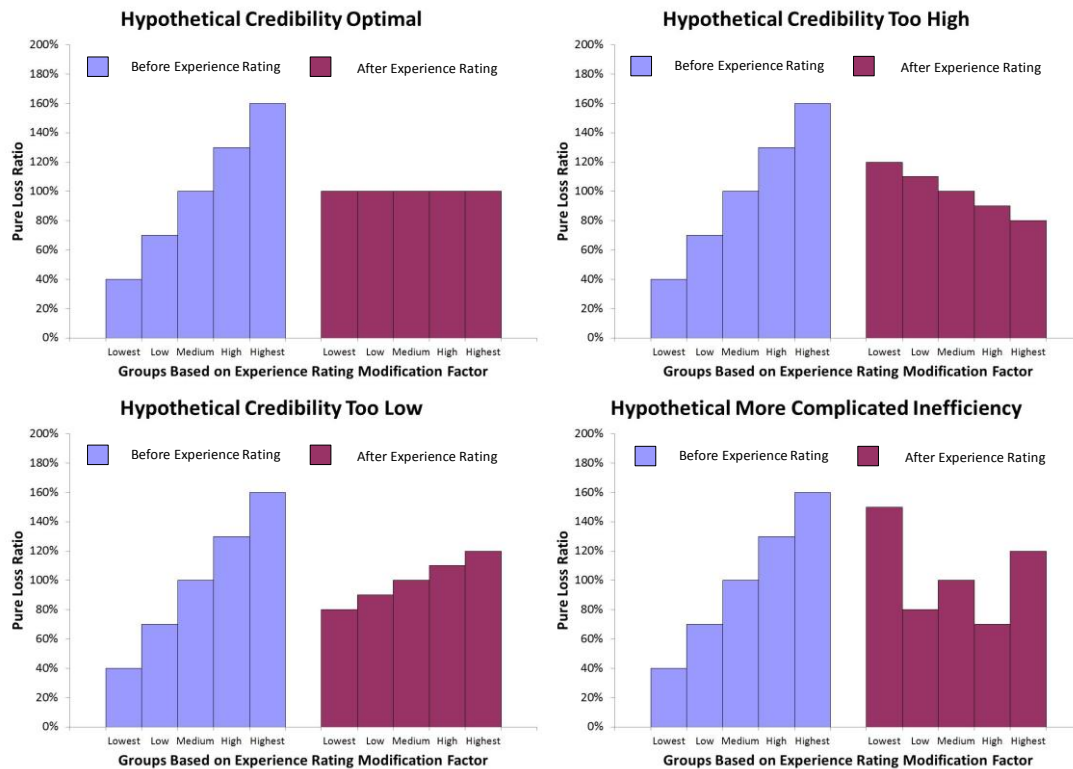 Hypothetical Credibility Optimal
200%
180%
160%
140%
120%
100%
80%
60%
40%
20%
0%
Pure Loss Ratio
Before Experience Rating
After Experience Rating
Lowest Low Medium High Highest Lowest Low Medium High Highest
Groups Based on Experience Rating Modification Factor
Hypothetical Credibility Too High
200%
180%
160%
140%
120%
100%
80%
60%
40%
20%
0%
Pure Loss Ratio
Before Experience Rating
After Experience Rating
Lowest Low Medium High Highest Lowest Low Medium High Highest
Groups Based on Experience Rating Modification Factor
Hypothetical Credibility Too Low
200%
180%
160%
140%
120%
100%
80%
60%
40%
20%
0%
Pure Loss Ratio
Before Experience Rating
After Experience Rating
Lowest Low Medium High Highest Lowest Low Medium High Highest
Groups Based on Experience Rating Modification Factor
Hypothetical More Complicated Inefficiency
200%
180%
160%
140%
120%
100%
80%
60%
40%
20%
0%
Pure Loss Ratio
Before Experience Rating
After Experience Rating
Lowest Low Medium High Highest Lowest Low Medium High Highest
Groups Based on Experience Rating Modification Factor